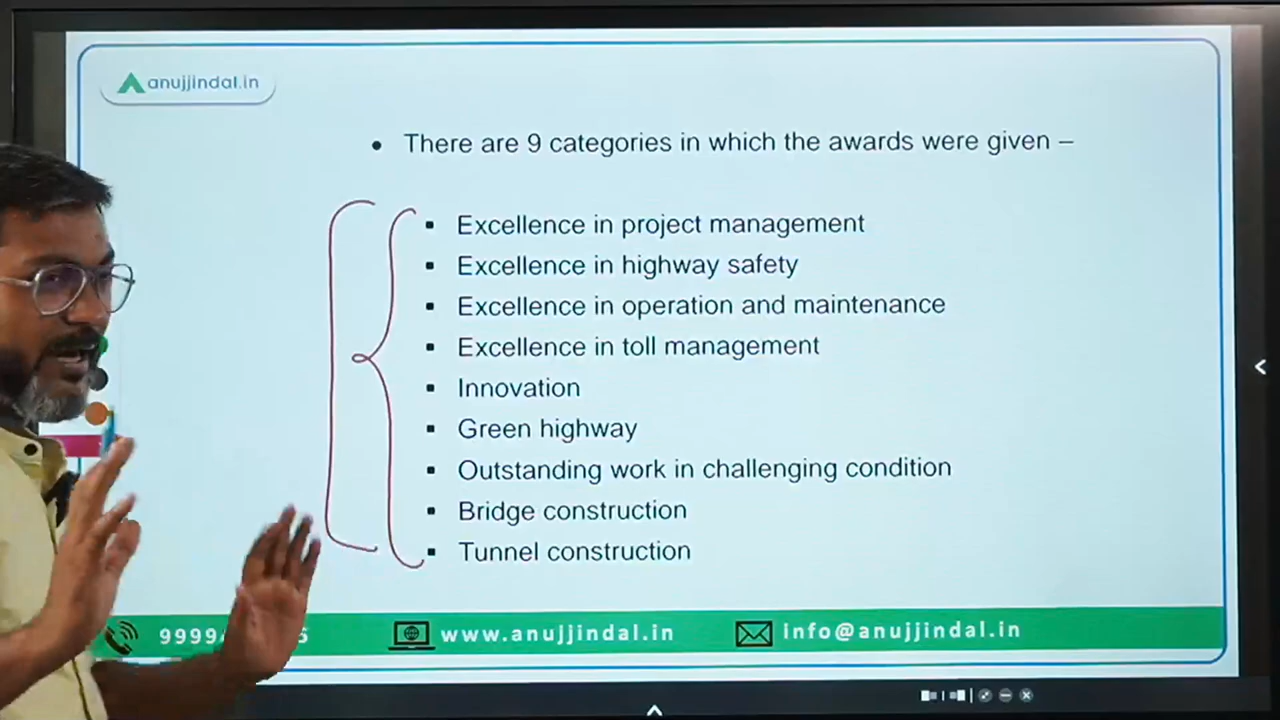 anujjindal.in
• There are 9 categories in which the awards were given –
▪ Excellence in project management
▪ Excellence in highway safety
▪ Excellence in operation and maintenance
▪ Excellence in toll management
▪ Innovation
▪ Green highway
▪ Outstanding work in challenging condition
▪ Bridge construction
▪ Tunnel construction
www.anujjindal.in
info@anujjindal.in